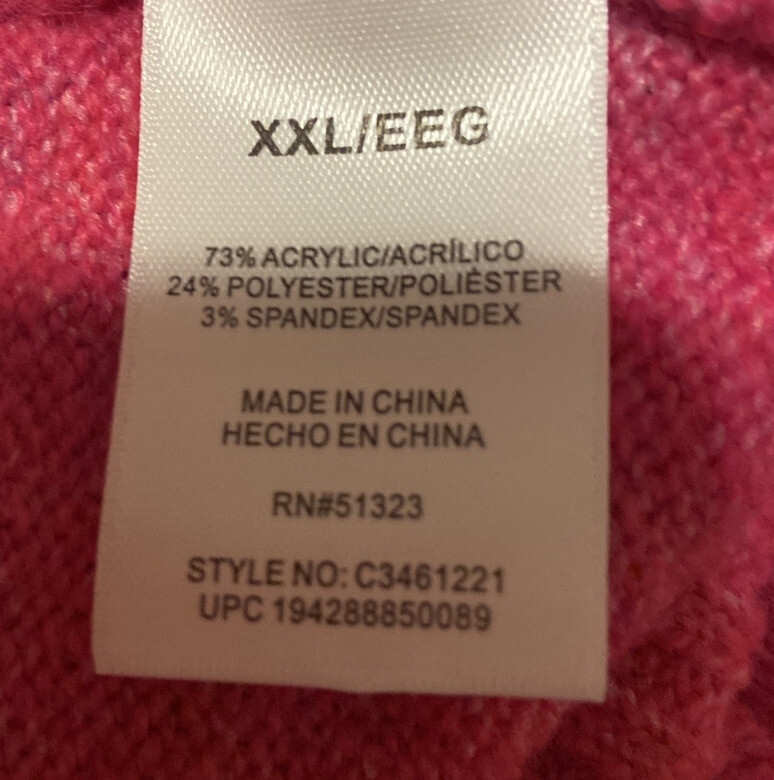 XXL/EEG
73% ACRYLIC/ACRÍLICO
24% POLYESTER/POLIÉSTER
3% SPANDEX/SPANDEX
MADE IN CHINA
HECHO EN CHINA
RN#51323
STYLE NO: C3461221
UPC 194288850089